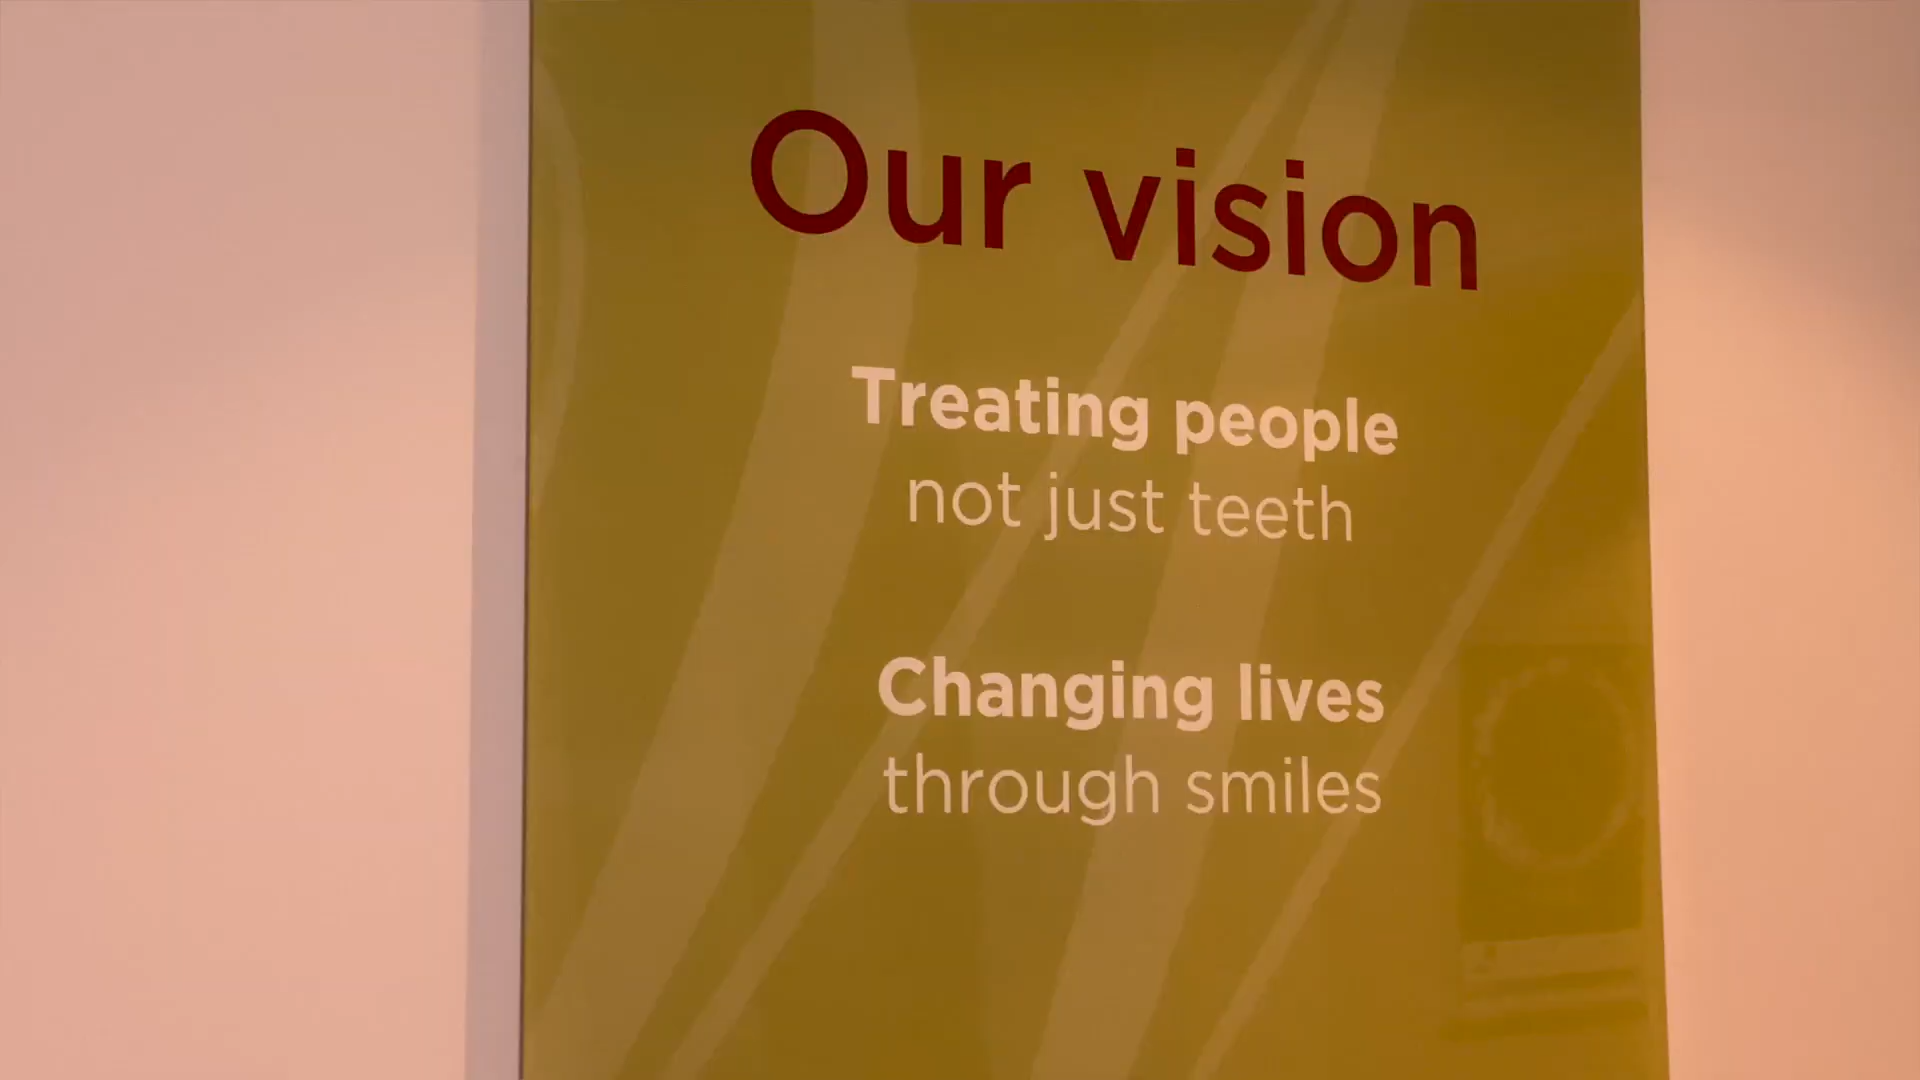 Our vision
Treating people
not just teeth
Changing lives
through smiles